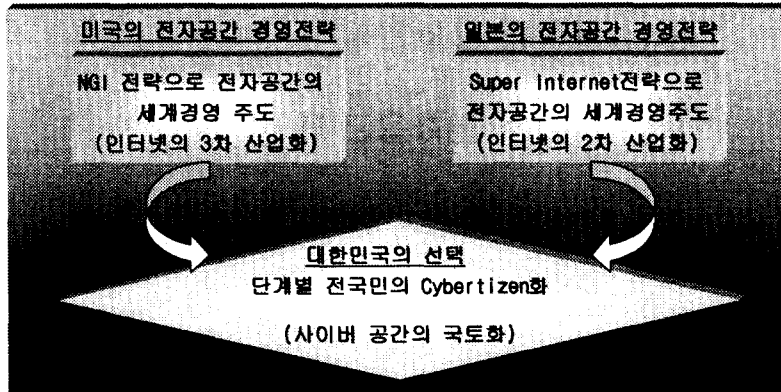 미국의 전자공간 경영전략
NGI 전략으로 전자공간의
세계경영 주도
(인터넷의 3차 산업화)
일본의 전자공간 경영전략
Super Internet전략으로
전자공간의 세계경영주도
(인터넷의 2차 산업화)
대한민국의 선택
단계별 전국민의 Cybertizen화
(사이버 공간의 국토화)